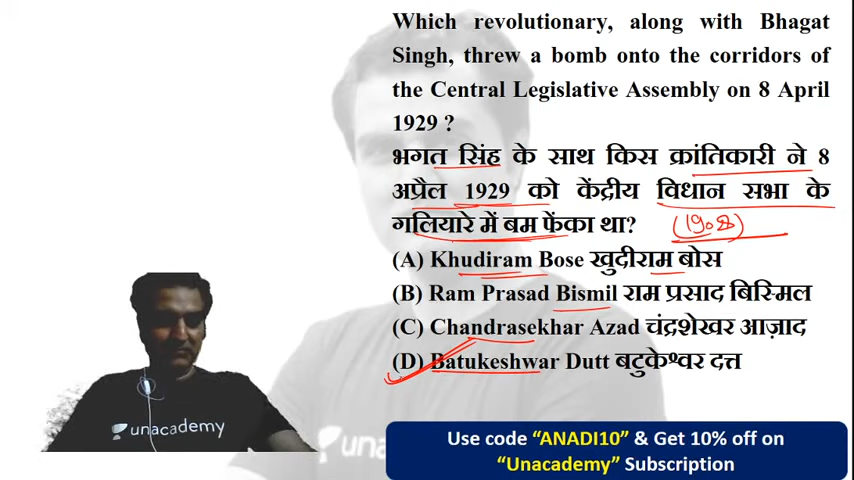 Which revolutionary, along with Bhagat
Singh, threw a bomb onto the corridors of
the Central Legislative Assembly on 8 April
1929 ?
भगत सिंह के साथ किस क्रांतिकारी ने 8
अप्रैल 1929 को केंद्रीय विधान सभा के
गलियारे में बम फेंका था?
(1908)
(A) Khudiram Bose खुदीराम बोस
(B) Ram Prasad Bismil राम प्रसाद बिस्मिल
(C) Chandrasekhar Azad चंद्रशेखर आज़ाद
(D) Batukeshwar Dutt बटुकेश्वर दत्त
unacademy
Use code “ANADI10” & Get 10% off on
“Unacademy” Subscription